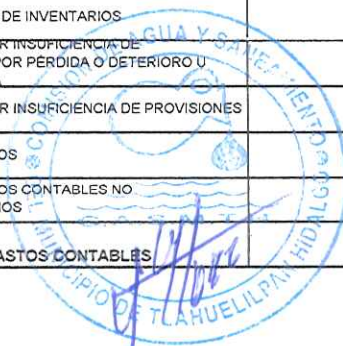 DE INVENTARIOS
R INSUFICIENCIA DE
POR PÉRDIDA O DETERIORO U
R INSUFICIENCIA DE PROVISIONES
OS
OS CONTABLES NO
IOS
ASTOS CONTABLES
COMISION DE AGUA Y SANEAMIENTO
MUNICIPIO DE TLAHUELILPAN HIDALGO